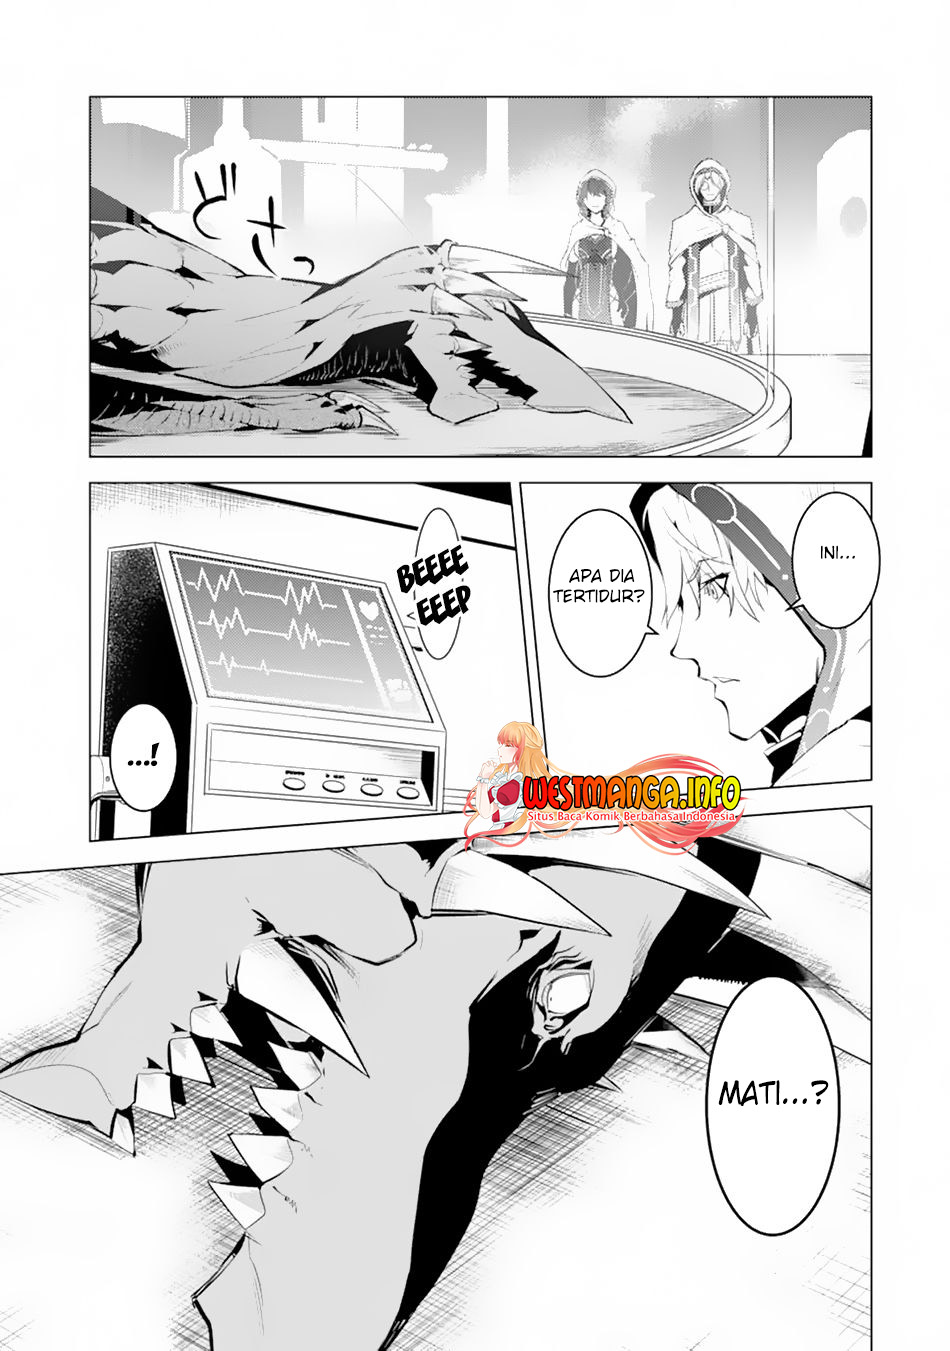 どさっ
INI...
APA DIA
TERTIDUR?
BEEEE
EEEP
...!
WESTMANGA.INFO
Situs Baca Komik Berbahasa Indonesia
MATI...?